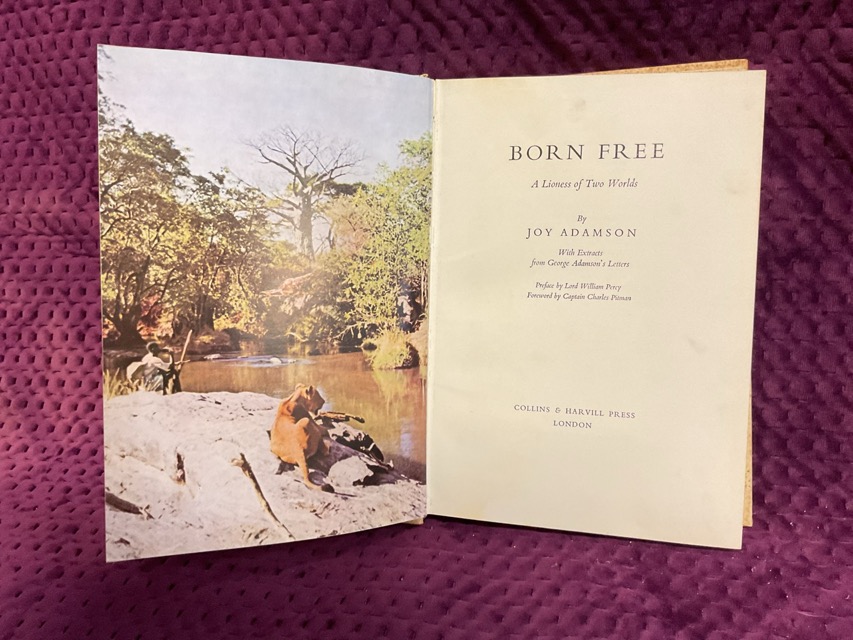 BORN FREE
A Lioness of Two Worlds
By
JOY ADAMSON
With Extracts
from George Adamson's Letters
Preface by Lord William Percy
Foreword by Captain Charles Pitman
COLLINS & HARVILL PRESS
LONDON